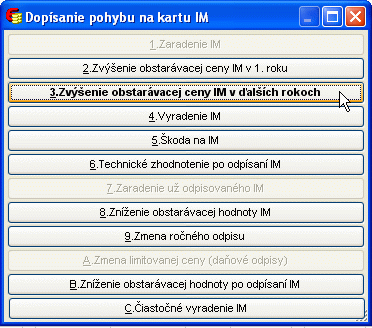 Dopísanie pohybu na kartu IM
1.Zaradenie IM
2.Zvýšenie obstarávacej ceny IM v 1. roku
3.Zvýšenie obstarávacej ceny IM v ďalších rokoch
4.Vyradenie IM
5.Škoda na IM
6.Technické zhodnotenie po odpísaní IM
7.Zaradenie už odpisovaného IM
8.Zníženie obstarávacej hodnoty IM
9.Zmena ročného odpisu
A.Zmena limitovanej ceny (daňové odpisy)
B.Zníženie obstarávacej hodnoty po odpísaní IM
C.Čiastočné vyradenie IM